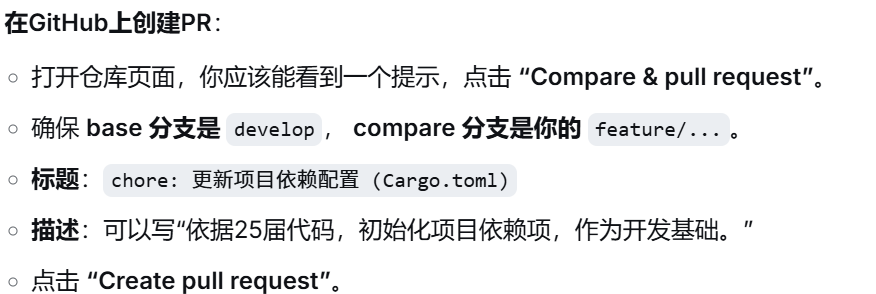 在GitHub上创建PR：
打开仓库页面，你应该能看到一个提示，点击 “Compare & pull request”。
确保 base 分支是 develop ， compare 分支是你的 feature/... 。
标题：chore: 更新项目依赖配置 (Cargo.toml)
描述：可以写“依据25届代码，初始化项目依赖项，作为开发基础。”
点击 “Create pull request”。